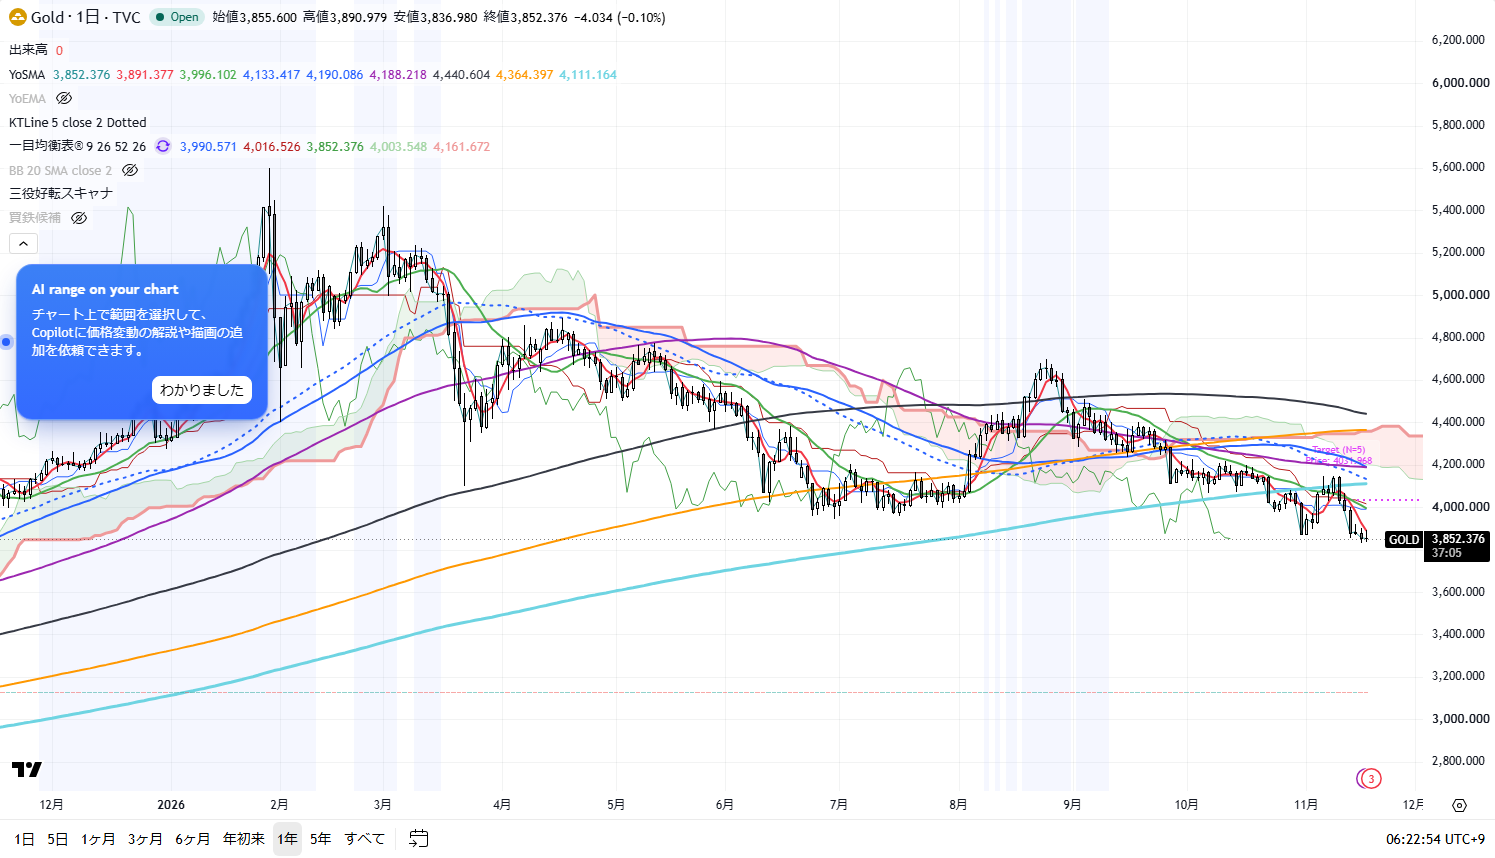 Gold · 1日 · TVC Open 始値3,855.600 高値3,890.979 安値3,836.980 終値3,852.376 −4.034 (−0.10%)
出来高 0
YoSMA 3,852.376 3,891.377 3,996.102 4,133.417 4,190.086 4,188.218 4,440.604 4,364.397 4,111.164
YoEMA
KTLine 5 close 2 Dotted
一目均衡表® 9 26 52 26 3,990.571 4,016.526 3,852.376 4,003.548 4,161.672
BB 20 SMA close 2
三役好転スキャナ
買鉄候補
AI range on your chart
チャート上で範囲を選択して、
Copilotに価格変動の解説や描画の追
加を依頼できます。
わかりました
6,200.000
6,000.000
5,800.000
5,600.000
5,400.000
5,200.000
5,000.000
4,800.000
4,600.000
4,400.000
4,200.000
4,000.000
3,600.000
3,400.000
3,200.000
3,000.000
2,800.000
Target (N=5)
Price: 4031.968
GOLD 3,852.376
37:05
3
12月 2026 2月 3月 4月 5月 6月 7月 8月 9月 10月 11月 12月
1日 5日 1ヶ月 3ヶ月 6ヶ月 年初来 1年 5年 すべて
06:22:54 UTC+9